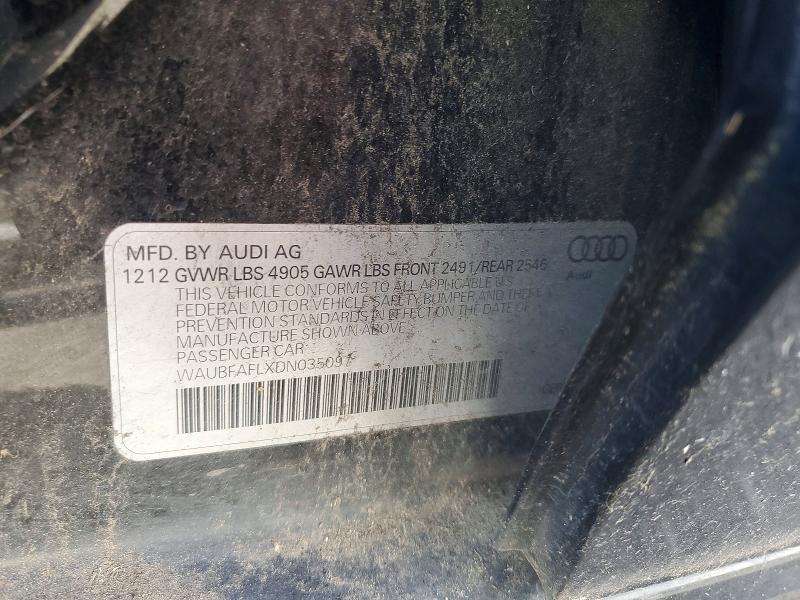 MFD. BY AUDI AG
1212 GVWR LBS 4905 GAWR LBS FRONT 2491/REAR 2546
THIS VEHICLE CONFORMS TO ALL APPLICABLE U.S
FEDERAL MOTOR VEHICLE SAFETY, BUMPER AND THEFT
PREVENTION STANDARDS IN EFFECT ON THE DATE OF
MANUFACTURE SHOWN ABOVE
PASSENGER CAR
WAUBFAFLXDN035097
Audi